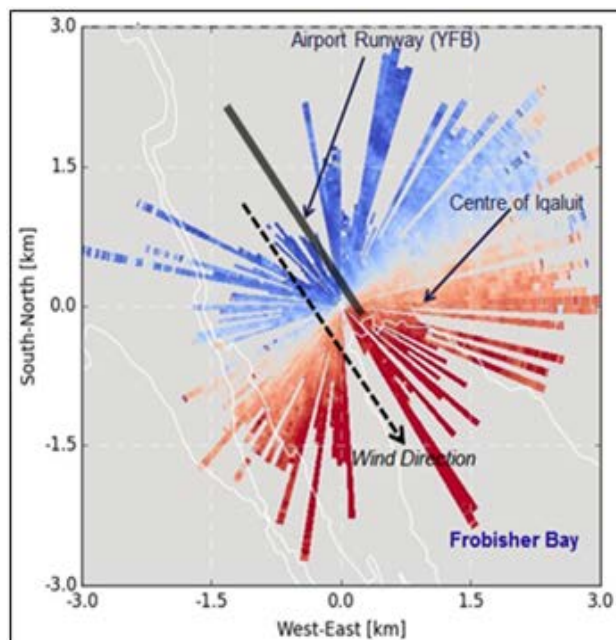 3.0
Airport Runway (YFB)
1.5
Centre of Iqaluit
South-North [km]
0.0
-1.5
Wind Direction
Frobisher Bay
-3.0
-3.0 -1.5 0.0 1.5 3.0
West-East [km]